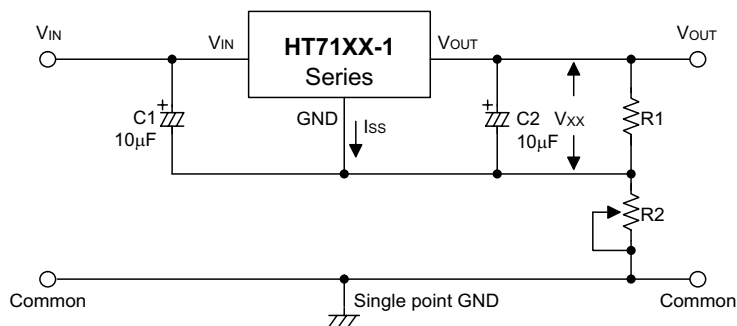 VIN
VIN
HT71XX-1
Series
VOUT
VOUT
C1
10μF
GND
ISS
C2
10μF
VXX
R1
R2
Common
Single point GND
Common